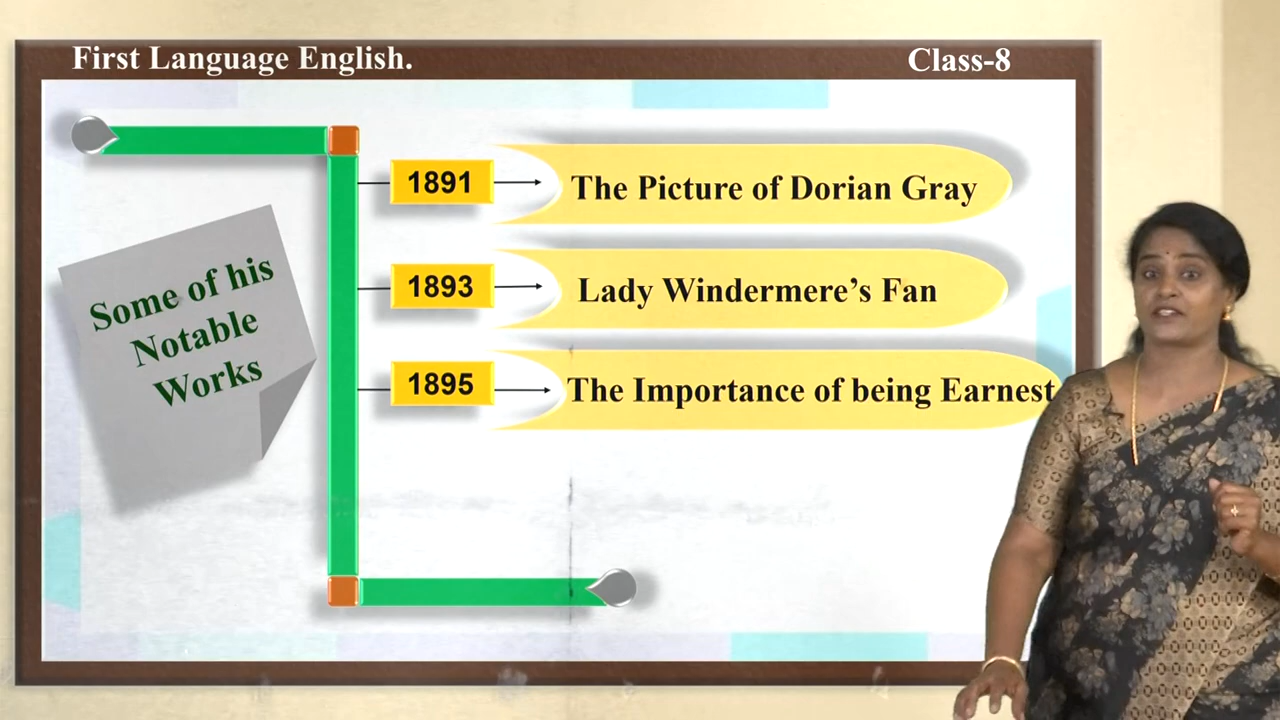 First Language English.
Class-8
Some of his
Notable
Works
1891
The Picture of Dorian Gray
1893
Lady Windermere's Fan
1895
The Importance of being Earnest